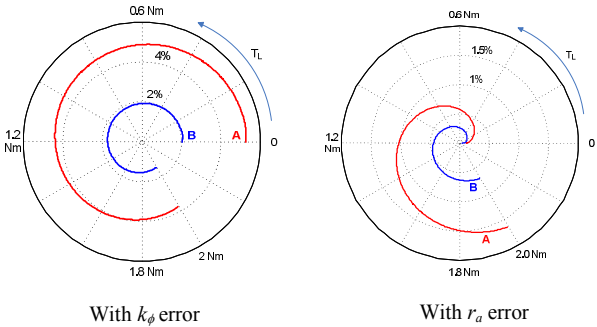 0.6 Nm
T_L
4%
2%
B
A
0
1.2
Nm
2 Nm
1.8 Nm
With k_ϕ error
0.6 Nm
T_L
1.5%
1%
0
1.2
Nm
B
A
2.0 Nm
1.8 Nm
With r_a error